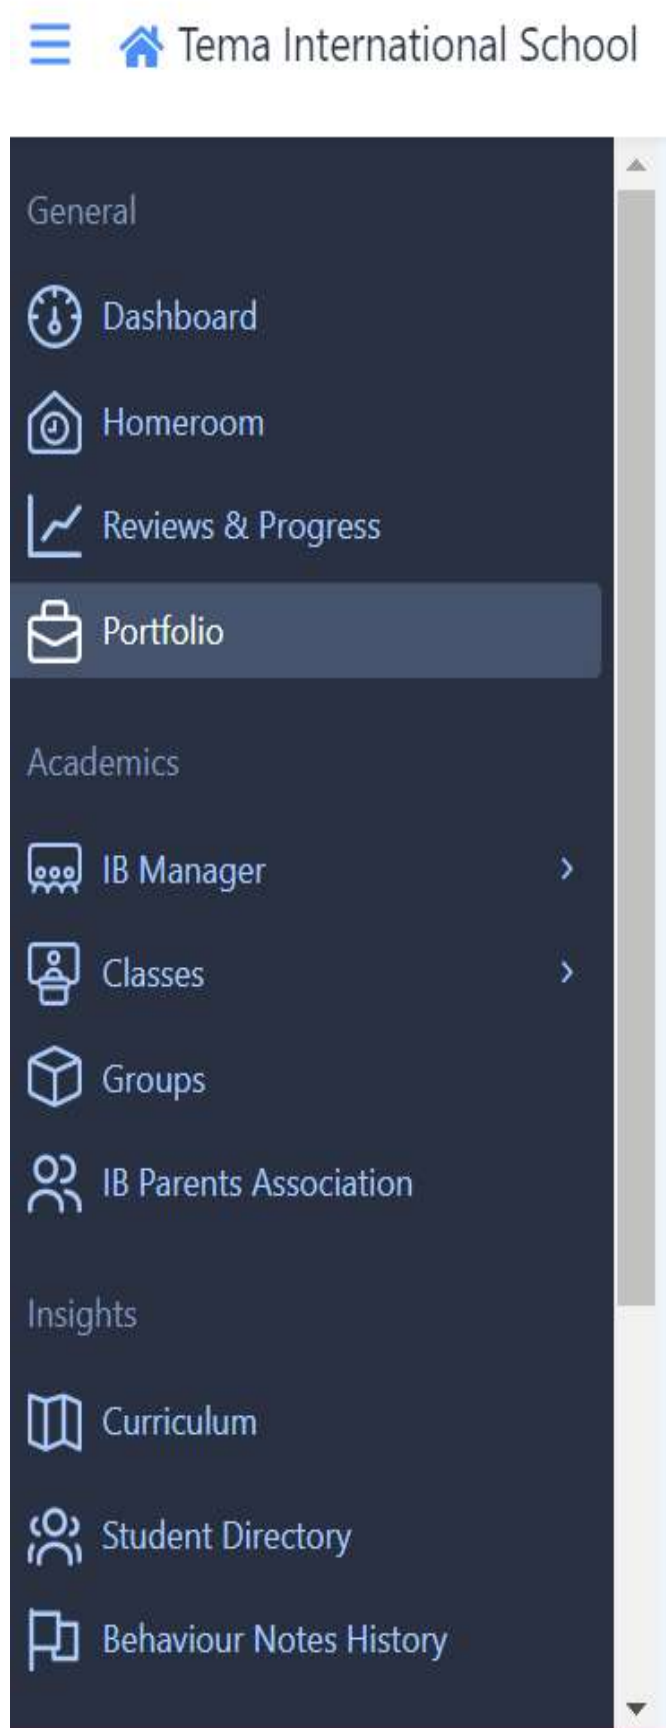 Tema International School
General
Dashboard
Homeroom
Reviews & Progress
Portfolio
Academics
IB Manager
Classes
Groups
IB Parents Association
Insights
Curriculum
Student Directory
Behaviour Notes History